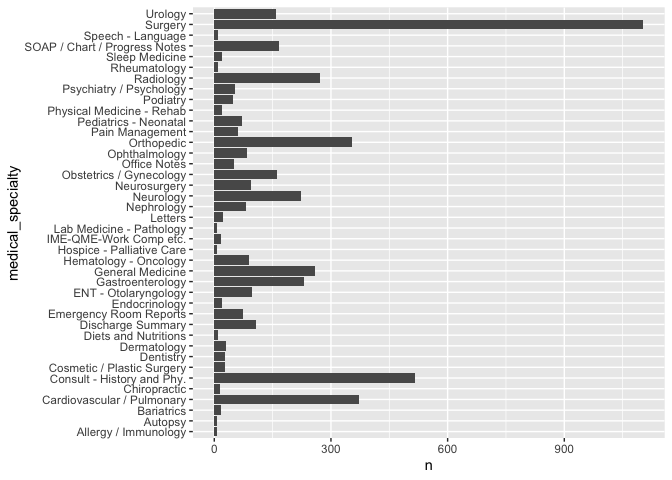 Urology
Surgery
Speech - Language
SOAP / Chart / Progress Notes
Sleep Medicine
Rheumatology
Radiology
Psychiatry / Psychology
Podiatry
Physical Medicine - Rehab
Pediatrics - Neonatal
Pain Management
Orthopedic
Ophthalmology
Office Notes
Obstetrics / Gynecology
Neurosurgery
Neurology
Nephrology
Letters
Lab Medicine - Pathology
IME-QME-Work Comp etc.
Hospice - Palliative Care
Hematology - Oncology
General Medicine
Gastroenterology
ENT - Otolaryngology
Endocrinology
Emergency Room Reports
Discharge Summary
Diets and Nutritions
Dermatology
Dentistry
Cosmetic / Plastic Surgery
Consult - History and Phy.
Chiropractic
Cardiovascular / Pulmonary
Bariatrics
Autopsy
Allergy / Immunology
medical_specialty
0 300 600 900
n